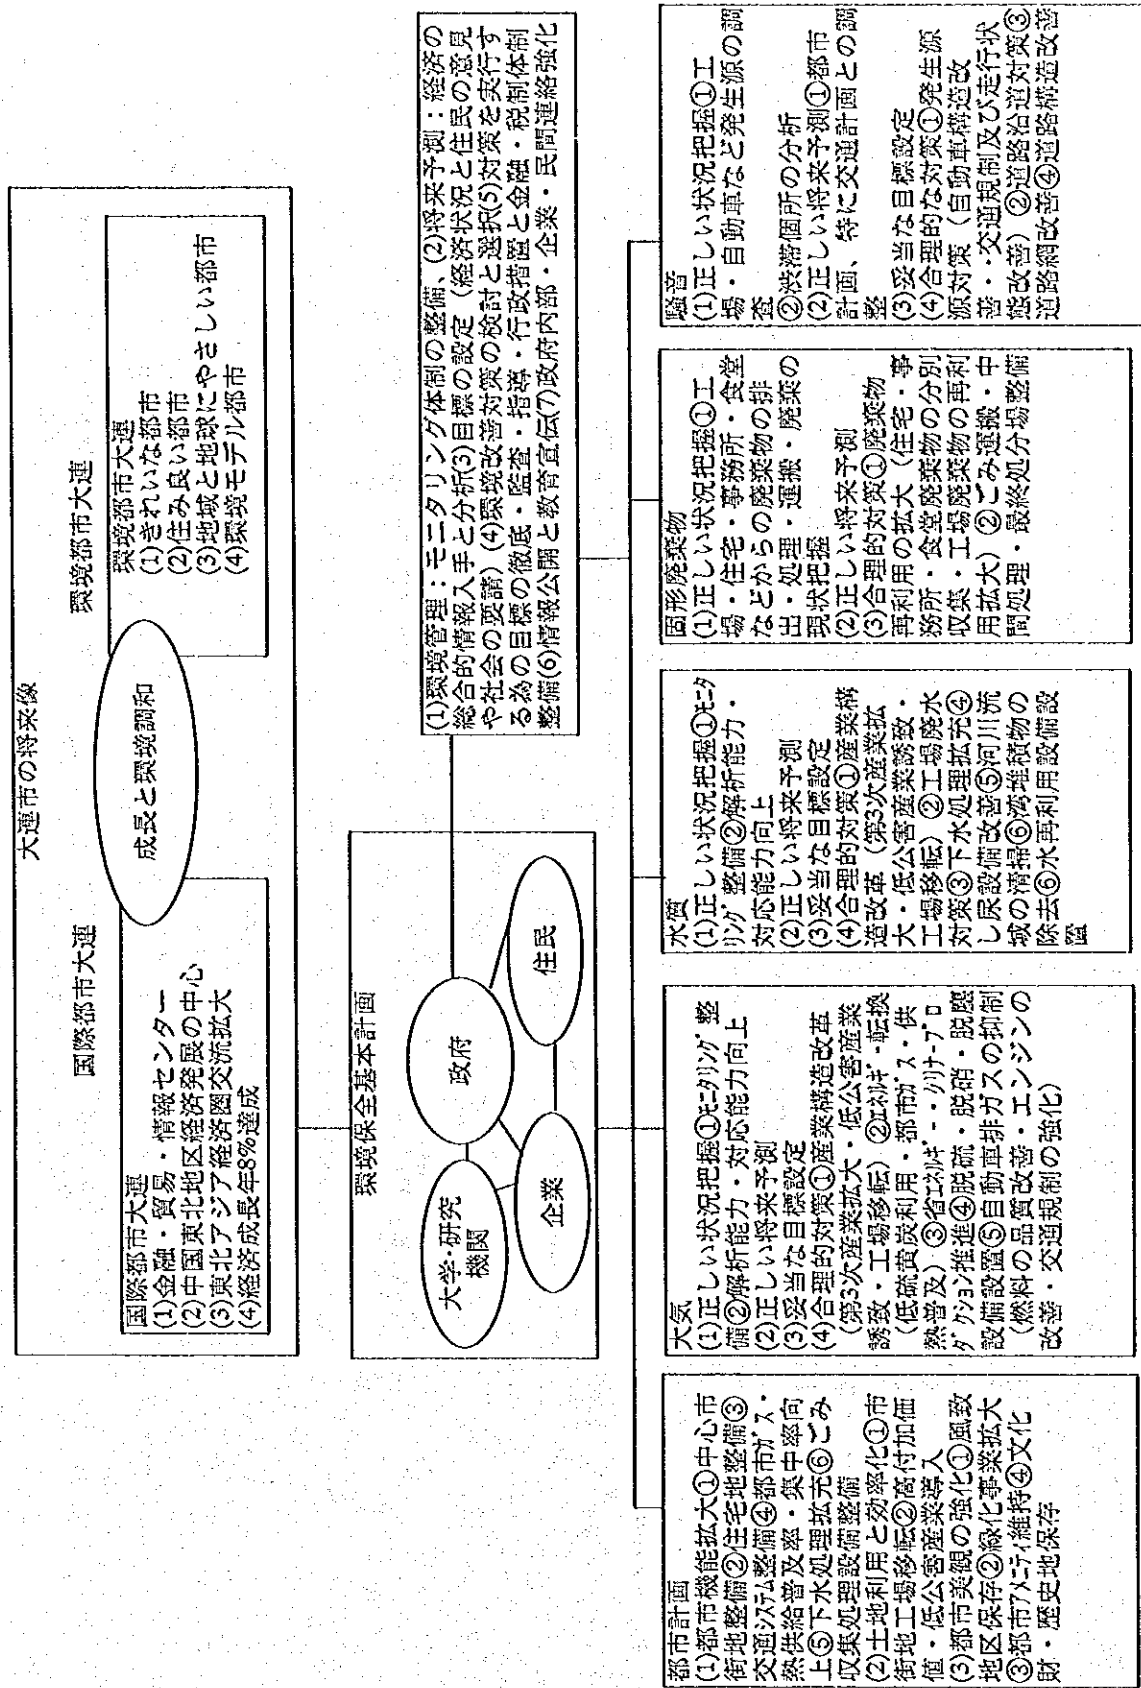 大連市の将来像
国際都市大連
環境都市大連
国際都市大連
(1)金融・貿易・情報センター
(2)中国東北地区経済発展の中心
(3)東北アジア経済圏交流拡大
(4)経済成長年8%達成
成長と環境調和
環境都市大連
(1)きれいな都市
(2)住み良い都市
(3)地域と地球にやさしい都市
(4)環境モデル都市
環境保全基本計画
大学・研究
機関
政府
企業
住民
(1)環境管理：モニタリング体制の整備、(2)将来予測：経済の
総合的情報入手と分析(3)目標の設定（経済状況と住民の意見
や社会の要請）(4)環境改善対策の検討と選択(5)対策を実行す
る為の目標の徹底・監査・指導・行政措置と金融・税制体制
整備(6)情報公開と教育宣伝(7)政府内部・企業・民間連絡強化
都市計画
(1)都市機能拡大①中心市
街地整備②住宅地整備③
交通システム整備④都市ガス・
熱供給普及率・集中率向
上⑤下水処理拡充⑥ごみ
収集処理設備整備
(2)土地利用と効率化①市
街地工場移転②高付加価
値・低公害産業導入
(3)都市美観の強化①風致
地区保存②緑化事業拡大
③都市アメニティ維持④文化
財・歴史地保存
大気
(1)正しい状況把握①モニタリング整
備②解析能力・対応能力向上
(2)正しい将来予測
(3)妥当な目標設定
(4)合理的対策①産業構造改革
（第3次産業拡大・低公害産業
誘致・工場移転）②エネルギー転換
（低硫黄炭利用・都市ガス・供
熱普及）③省エネルギー・クリナープロ
ダクション推進④脱硫・脱硝・脱塵
設備設置⑤自動車排ガスの抑制
（燃料の品質改善・エンジンの
改善・交通規制の強化）
水質
(1)正しい状況把握①モニタ
リング整備②解析能力・
対応能力向上
(2)正しい将来予測
(3)妥当な目標設定
(4)合理的対策①産業構
造改革（第3次産業拡
大・低公害産業誘致・
工場移転）②工場廃水
対策③下水処理拡充④
し尿設備改善⑤河川流
域の清掃⑥湾堆積物の
除去⑥水再利用設備設
置
固形廃棄物
(1)正しい状況把握①工
場・住宅・事務所・食堂
などからの廃棄物の排
出・処理・運搬・廃棄の
現状把握
(2)正しい将来予測
(3)合理的対策①廃棄物
再利用の拡大（住宅・事
務所・食堂廃棄物の分別
収集・工場廃棄物の再利
用拡大）②ごみ運搬・中
間処理・最終処分場整備
騒音
(1)正しい状況把握①工
場・自動車など発生源の調
査
②渋滞個所の分析
(2)正しい将来予測①都市
計画、特に交通計画との調
整
(3)妥当な目標設定
(4)合理的な対策①発生源
源対策（自動車構造改
善・交通規制及び走行状
態改善）②道路沿道対策③
道路網改善④道路構造改善